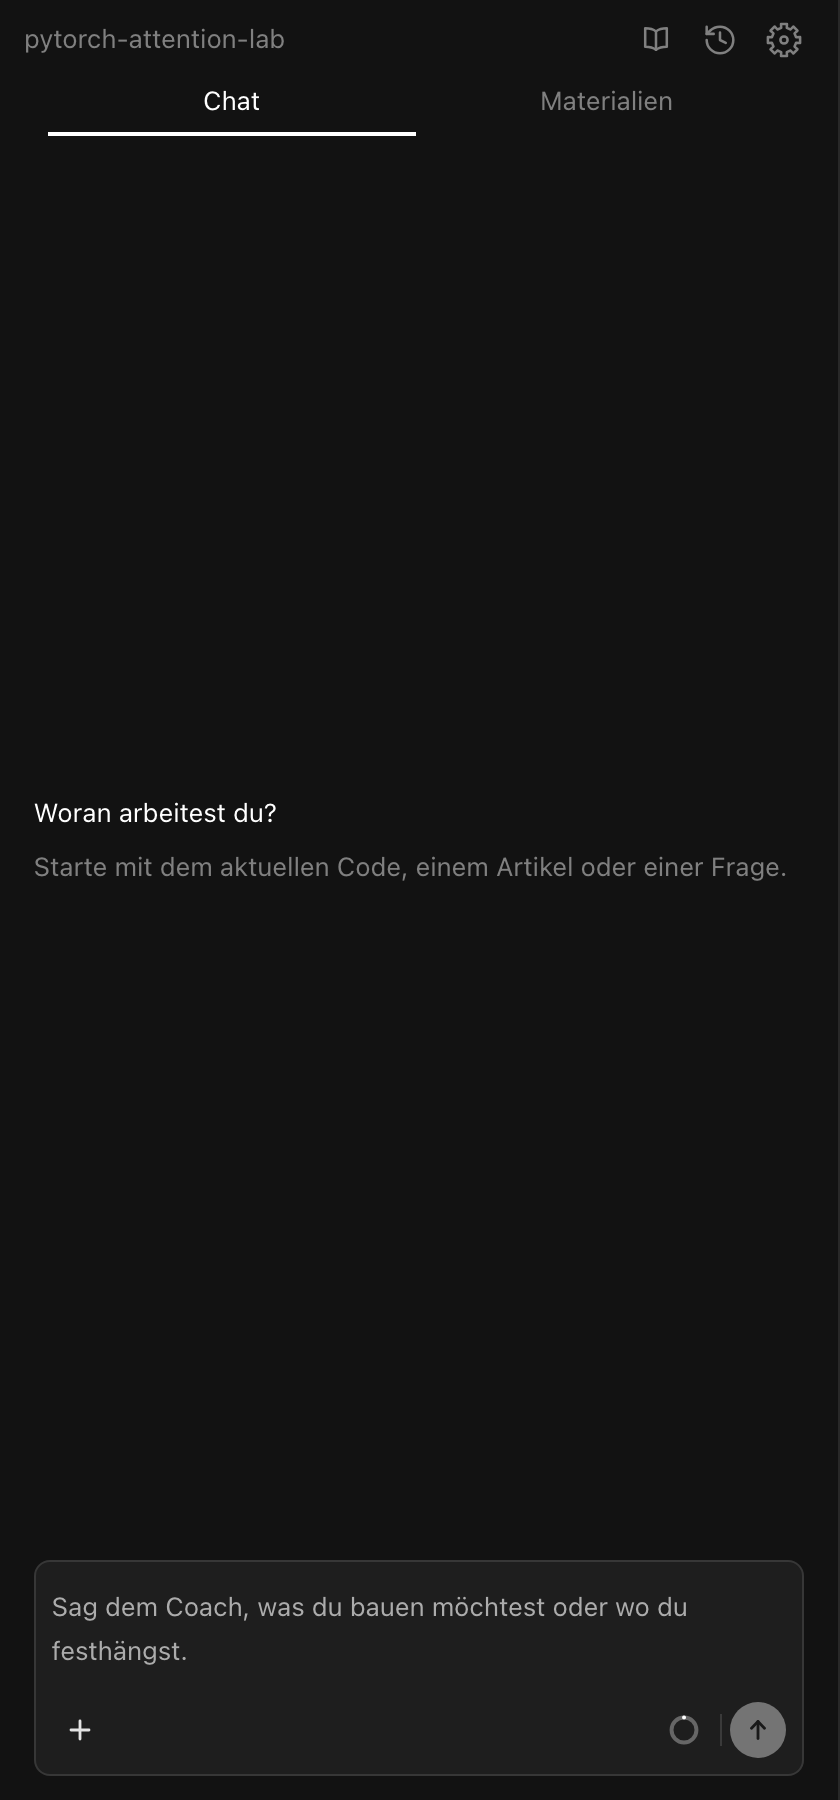 pytorch-attention-lab
Chat
Materialien
Woran arbeitest du?
Starte mit dem aktuellen Code, einem Artikel oder einer Frage.
Sag dem Coach, was du bauen möchtest oder wo du
festhängst.